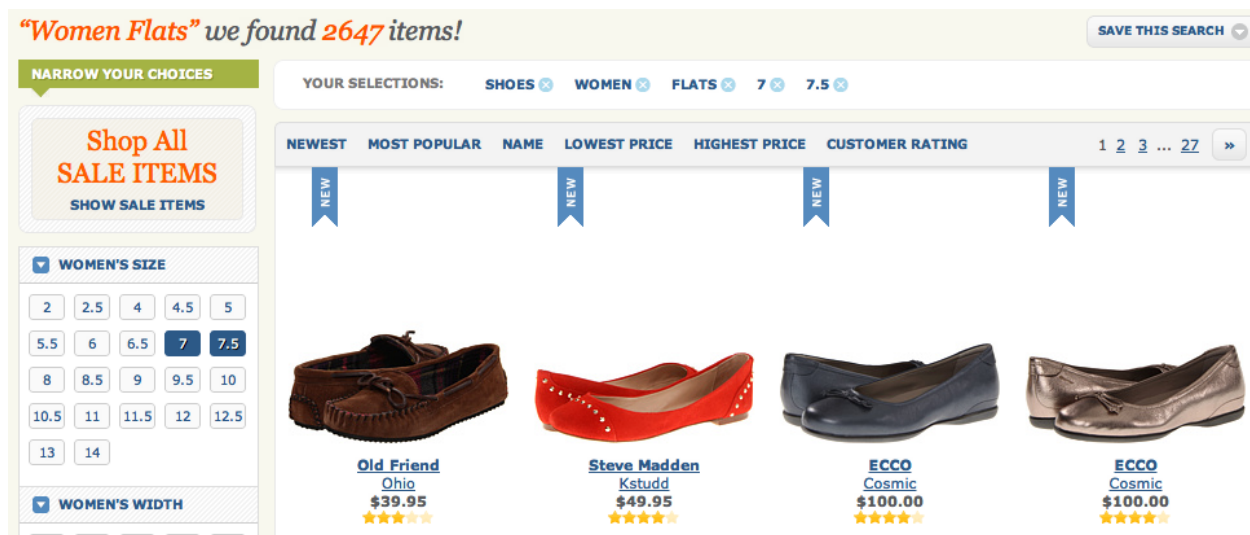 “Women Flats” we found 2647 items!
SAVE THIS SEARCH
NARROW YOUR CHOICES
YOUR SELECTIONS: SHOES WOMEN FLATS 7 7.5
Shop All
SALE ITEMS
SHOW SALE ITEMS
NEWEST MOST POPULAR NAME LOWEST PRICE HIGHEST PRICE CUSTOMER RATING 1 2 3 ... 27 »
NEW NEW NEW NEW
WOMEN'S SIZE
2 2.5 4 4.5 5
5.5 6 6.5 7 7.5
8 8.5 9 9.5 10
10.5 11 11.5 12 12.5
13 14
WOMEN'S WIDTH
Old Friend
Ohio
$39.95
Steve Madden
Kstudd
$49.95
ECCO
Cosmic
$100.00
ECCO
Cosmic
$100.00